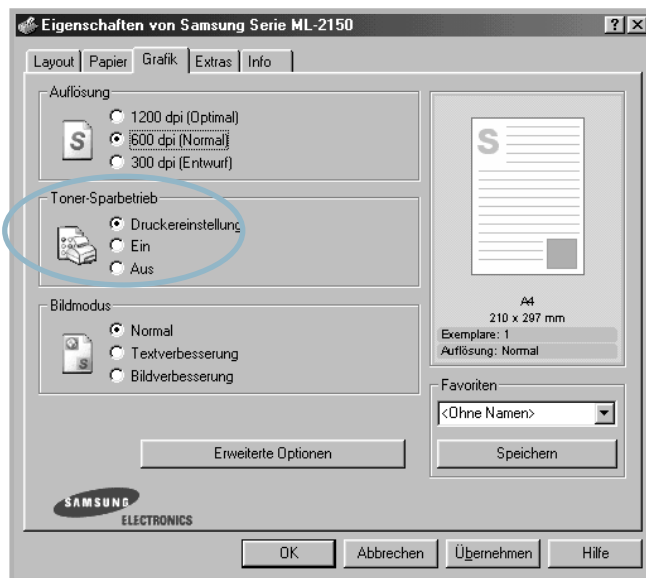 Eigenschaften von Samsung Serie ML-2150
Layout Papier Grafik Extras Info
Auflösung
S
1200 dpi (Optimal)
600 dpi (Normal)
300 dpi (Entwurf)
Toner-Sparbetrieb
Druckereinstellung
Ein
Aus
Bildmodus
S
Normal
Textverbesserung
Bildverbesserung
Erweiterte Optionen
SAMSUNG
ELECTRONICS
S
A4
210 x 297 mm
Exemplare: 1
Auflösung: Normal
Favoriten
<Ohne Namen>
Speichern
OK Abbrechen Übernehmen Hilfe